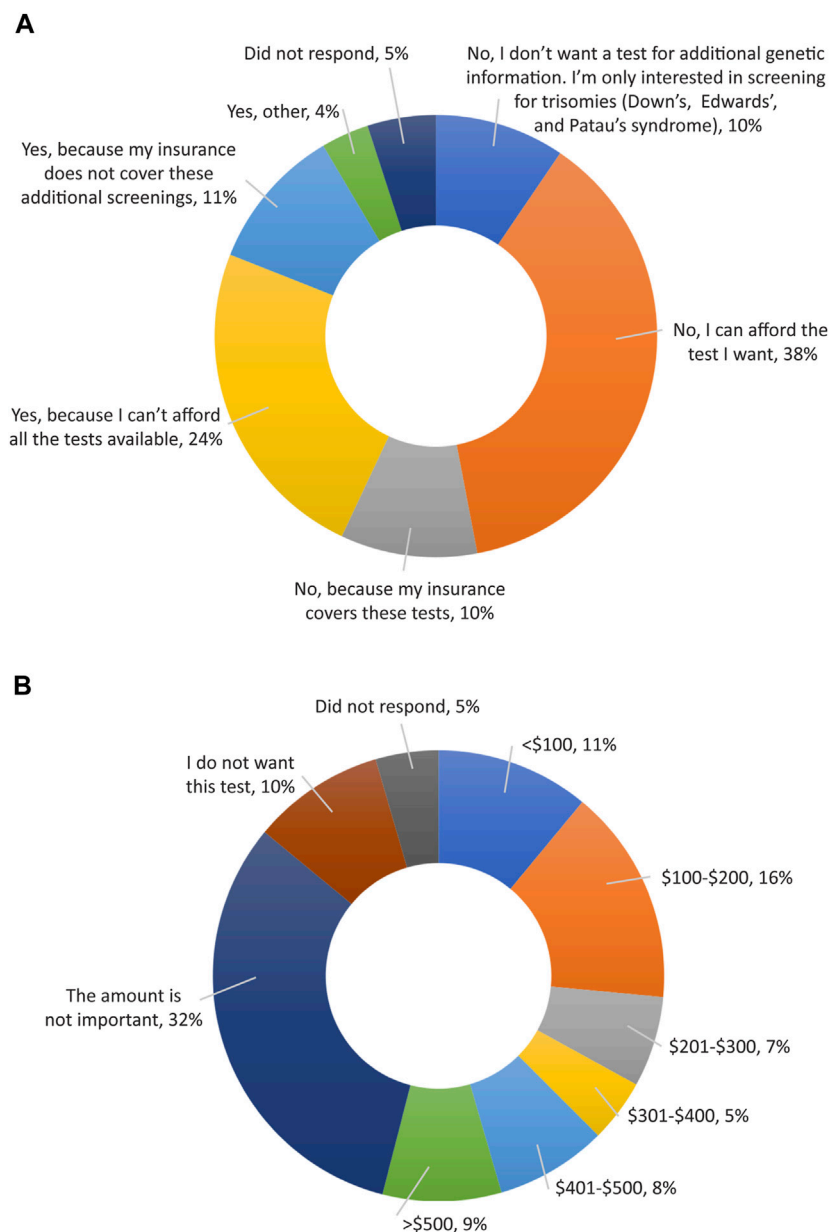 A
Did not respond, 5%
No, I don’t want a test for additional genetic
information. I’m only interested in screening
for trisomies (Down’s,  Edwards’,
and Patau’s syndrome), 10%
Yes, other, 4%
Yes, because my insurance
does not cover these
additional screenings, 11%
No, I can afford the
test I want, 38%
Yes, because I can’t afford
all the tests available, 24%
No, because my insurance
covers these tests, 10%
B
Did not respond, 5%
<$100, 11%
I do not want
this test, 10%
$100-$200, 16%
The amount is
not important, 32%
$201-$300, 7%
$301-$400, 5%
$401-$500, 8%
>$500, 9%